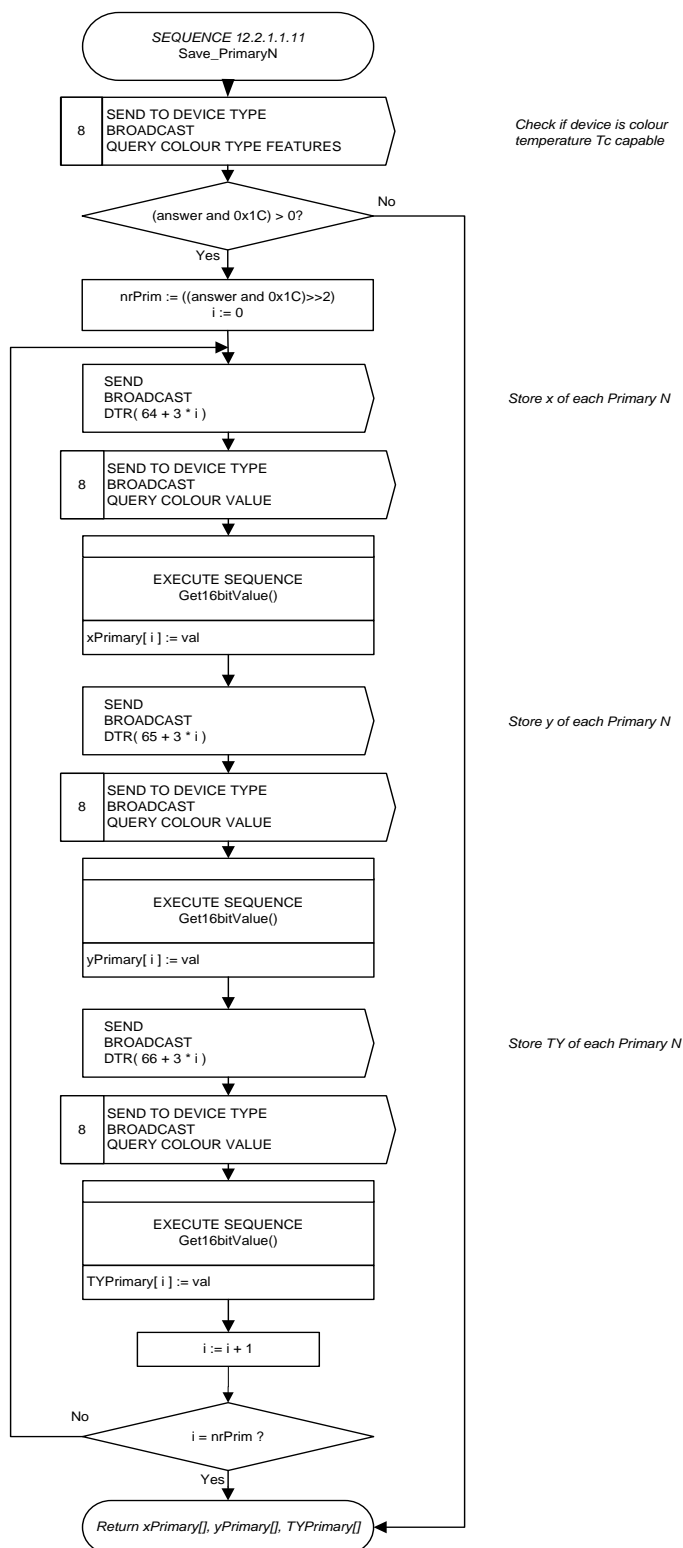 SEQUENCE 12.2.1.1.11
Save_PrimaryN
8
SEND TO DEVICE TYPE
BROADCAST
QUERY COLOUR TYPE FEATURES
Check if device is colour
temperature Tc capable
(answer and 0x1C) > 0?
No
Yes
nrPrim := ((answer and 0x1C)>>2)
i := 0
SEND
BROADCAST
DTR( 64 + 3 * i )
Store x of each Primary N
8
SEND TO DEVICE TYPE
BROADCAST
QUERY COLOUR VALUE
EXECUTE SEQUENCE
Get16bitValue()
xPrimary[ i ] := val
SEND
BROADCAST
DTR( 65 + 3 * i )
Store y of each Primary N
8
SEND TO DEVICE TYPE
BROADCAST
QUERY COLOUR VALUE
EXECUTE SEQUENCE
Get16bitValue()
yPrimary[ i ] := val
SEND
BROADCAST
DTR( 66 + 3 * i )
Store TY of each Primary N
8
SEND TO DEVICE TYPE
BROADCAST
QUERY COLOUR VALUE
EXECUTE SEQUENCE
Get16bitValue()
TYPrimary[ i ] := val
i := i + 1
No
i = nrPrim ?
Yes
Return xPrimary[], yPrimary[], TYPrimary[]